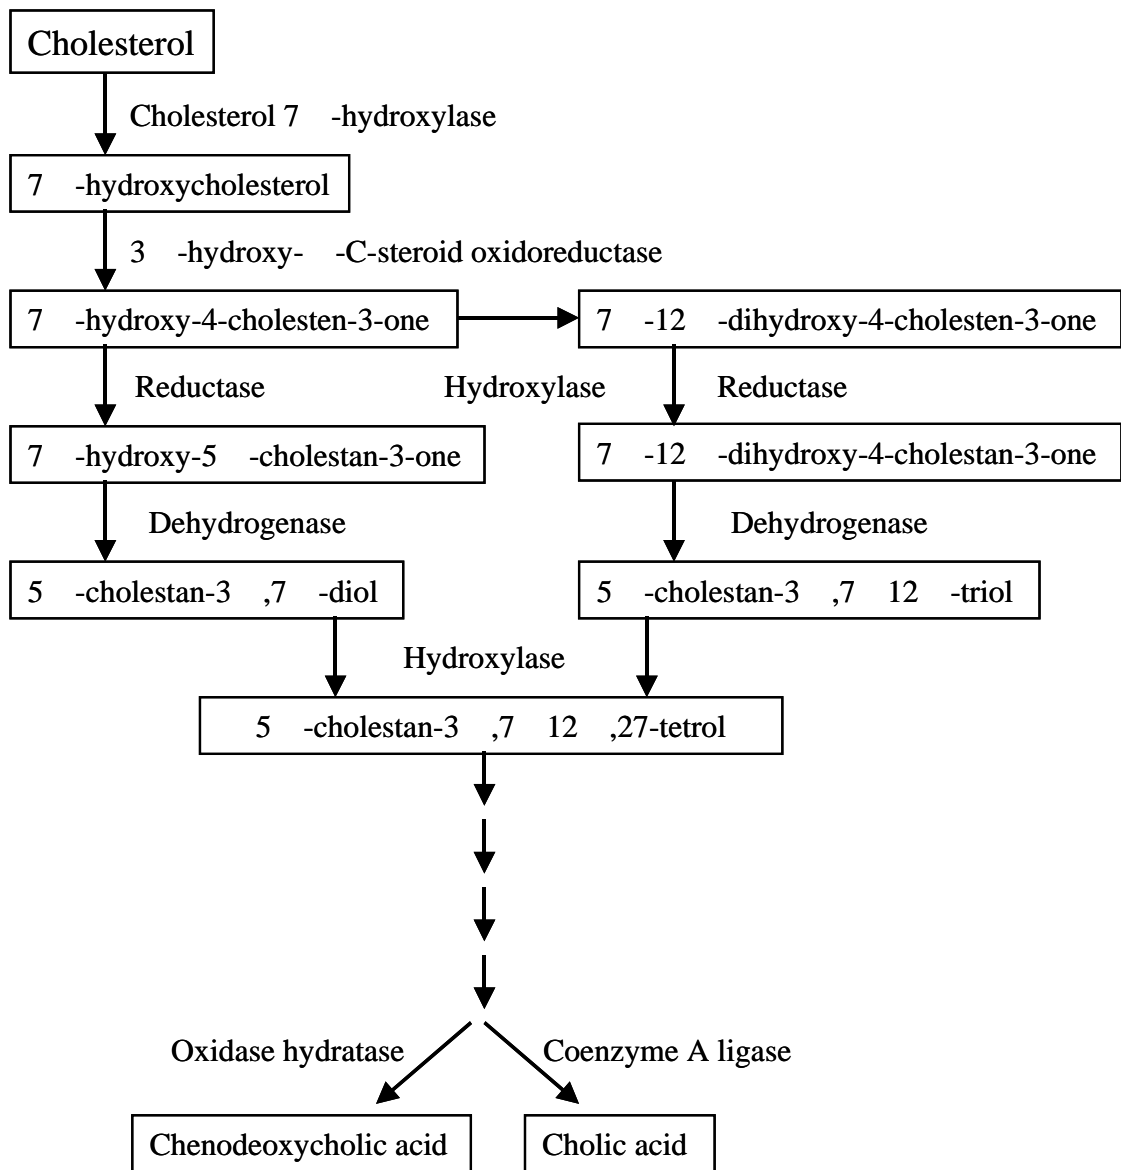 Cholesterol
Cholesterol 7 -hydroxylase
7 -hydroxycholesterol
3 -hydroxy- -C-steroid oxidoreductase
7 -hydroxy-4-cholesten-3-one
7 -12 -dihydroxy-4-cholesten-3-one
Reductase
Hydroxylase
Reductase
7 -hydroxy-5 -cholestan-3-one
7 -12 -dihydroxy-4-cholestan-3-one
Dehydrogenase
Dehydrogenase
5 -cholestan-3 ,7 -diol
5 -cholestan-3 ,7 12 -triol
Hydroxylase
5 -cholestan-3 ,7 12 ,27-tetrol
Oxidase hydratase
Coenzyme A ligase
Chenodeoxycholic acid
Cholic acid